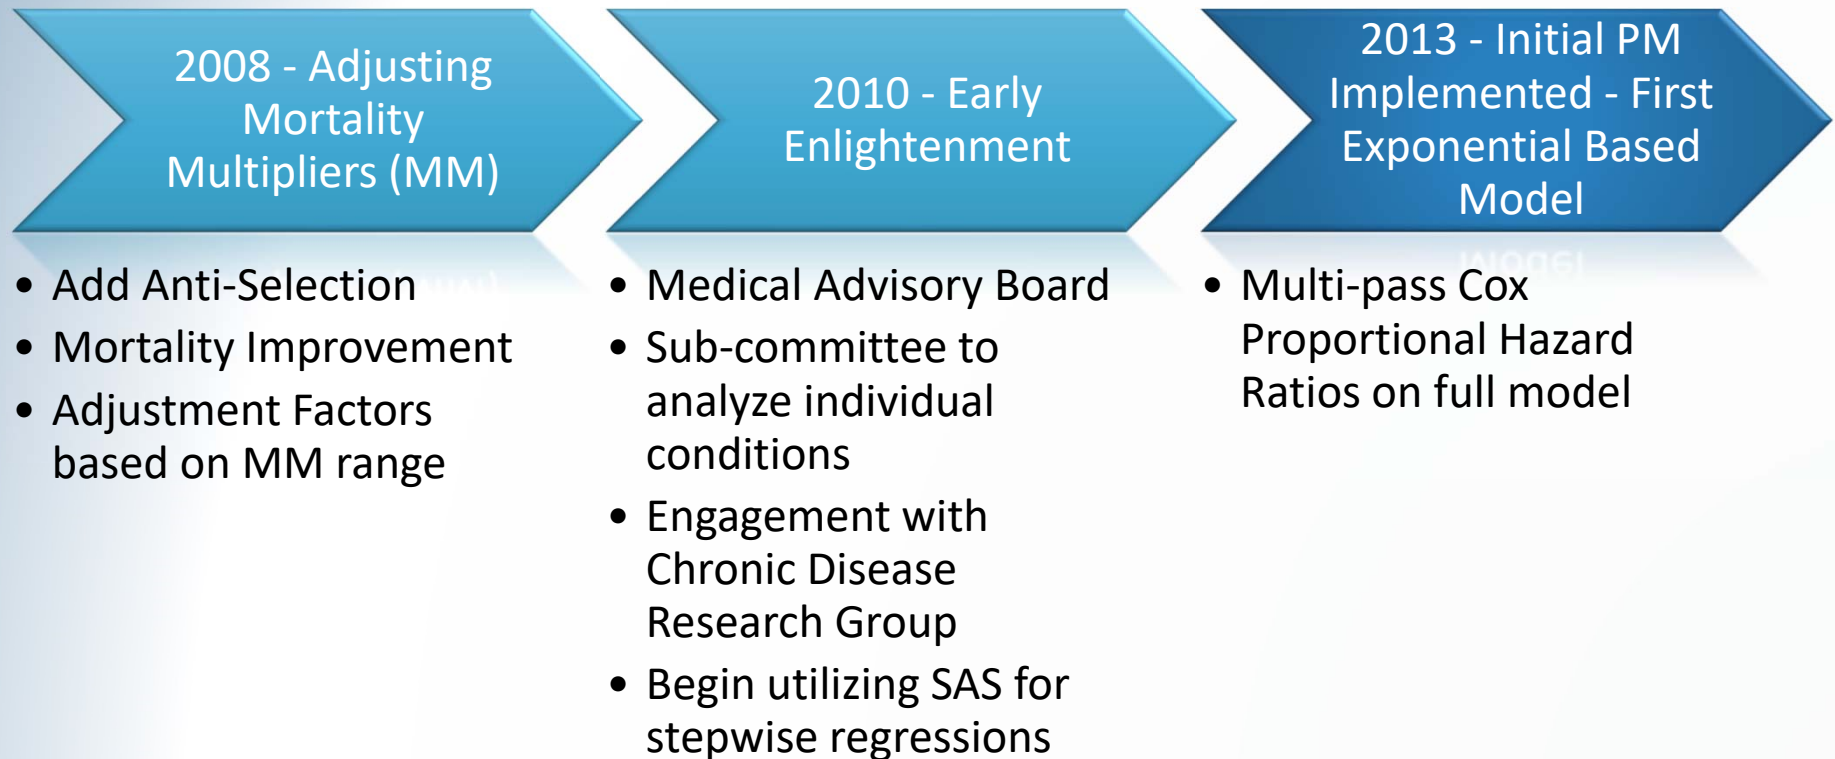 2008 - Adjusting
Mortality
Multipliers (MM)
• Add Anti-Selection
• Mortality Improvement
• Adjustment Factors
based on MM range
2010 - Early
Enlightenment
• Medical Advisory Board
• Sub-committee to
analyze individual
conditions
• Engagement with
Chronic Disease
Research Group
• Begin utilizing SAS for
stepwise regressions
2013 - Initial PM
Implemented - First
Exponential Based
Model
• Multi-pass Cox
Proportional Hazard
Ratios on full model